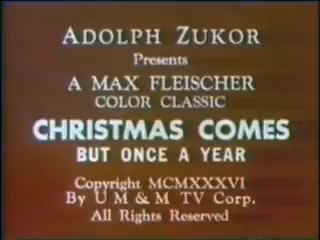 ADOLPH ZUKOR
Presents
A MAX FLEISCHER
COLOR CLASSIC
CHRISTMAS COMES
BUT ONCE A YEAR
Copyright MCMXXXVI
By U M & M TV Corp.
All Rights Reserved